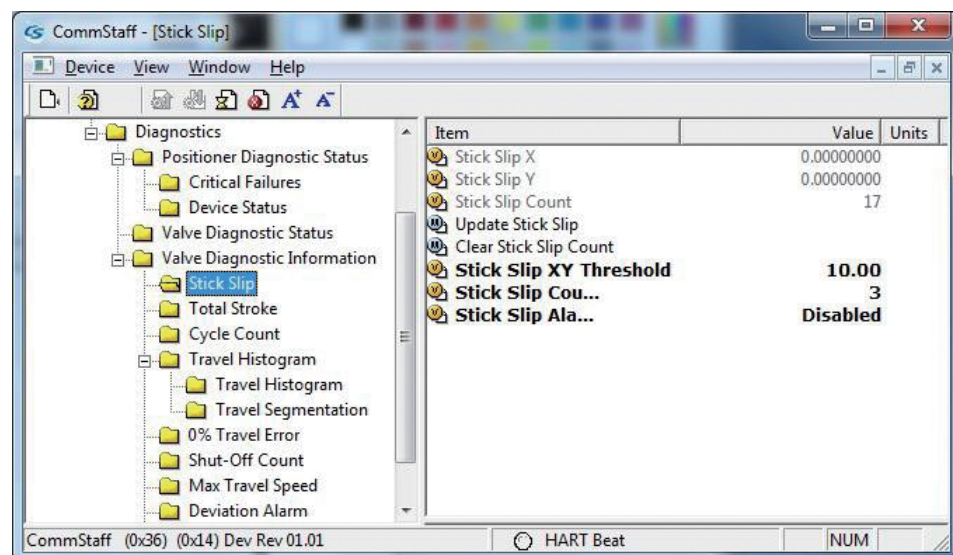 CommStaff - [Stick Slip]
Device View Window Help
Diagnostics
Positioner Diagnostic Status
Critical Failures
Device Status
Valve Diagnostic Status
Valve Diagnostic Information
Stick Slip
Total Stroke
Cycle Count
Travel Histogram
Travel Histogram
Travel Segmentation
0% Travel Error
Shut-Off Count
Max Travel Speed
Deviation Alarm
Item Value Units
Stick Slip X 0.00000000
Stick Slip Y 0.00000000
Stick Slip Count 17
Update Stick Slip
Clear Stick Slip Count
Stick Slip XY Threshold 10.00
Stick Slip Cou... 3
Stick Slip Ala... Disabled
CommStaff (0x36) (0x14) Dev Rev 01.01 HART Beat NUM